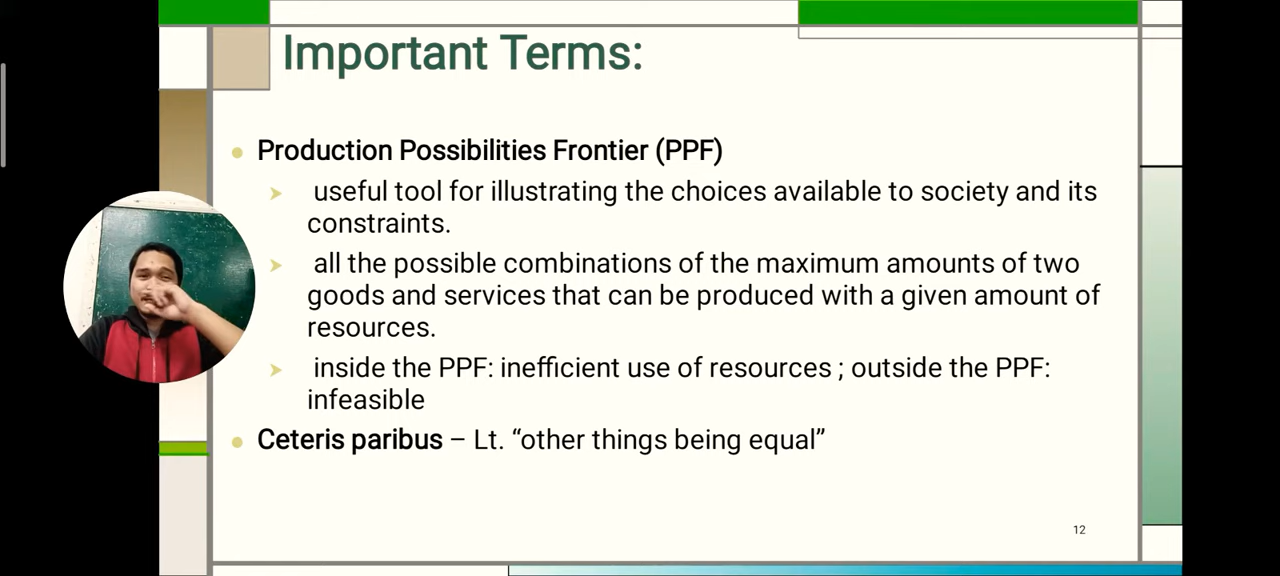 Important Terms:
Production Possibilities Frontier (PPF)
useful tool for illustrating the choices available to society and its
constraints.
all the possible combinations of the maximum amounts of two
goods and services that can be produced with a given amount of
resources.
inside the PPF: inefficient use of resources ; outside the PPF:
infeasible
Ceteris paribus – Lt. “other things being equal”
12